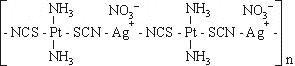 NH₃ NO₃⁻ NH₃ NO₃⁻
- NCS-Pt-SCN-Ag⁺ -NCS-Pt-SCN-Ag⁺ -
NH₃ NH₃
n